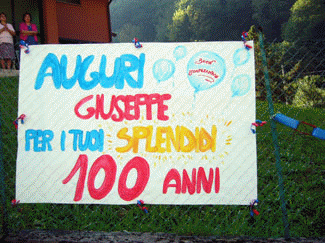 AUGURI
GIUSEPPE
PER I TUOI SPLENDIDI
100 ANNI